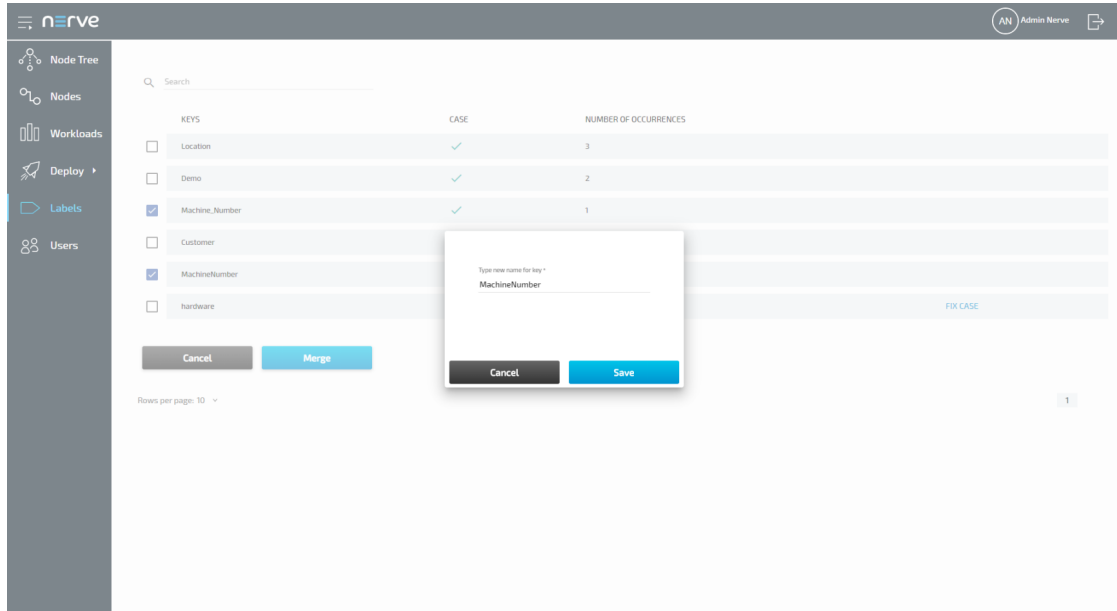 nerve
AN Admin Nerve
Node Tree
Nodes
Workloads
Deploy
Labels
Users
Search
KEYS CASE NUMBER OF OCCURRENCES
Location 3
Demo 2
Machine_Number 1
Customer
MachineNumber
hardware FIX CASE
Type new name for key *
MachineNumber
Cancel Save
Cancel Merge
Rows per page: 10
1